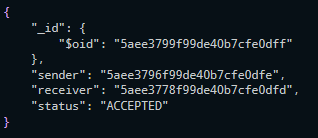 {
"_id": {
"$oid": "5aee3799f99de40b7cfe0dff"
},
"sender": "5aee3796f99de40b7cfe0dfe",
"receiver": "5aee3778f99de40b7cfe0dfd",
"status": "ACCEPTED"
}